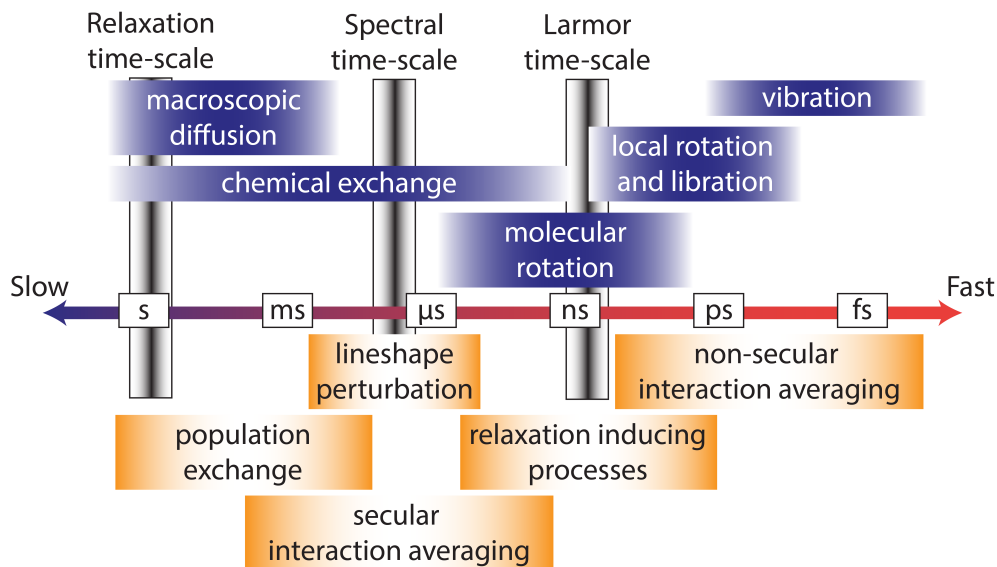 Relaxation
time-scale
Spectral
time-scale
Larmor
time-scale
macroscopic
diffusion
vibration
local rotation
and libration
chemical exchange
molecular
rotation
Slow
Fast
s
ms
μs
ns
ps
fs
lineshape
perturbation
non-secular
interaction averaging
population
exchange
relaxation inducing
processes
secular
interaction averaging